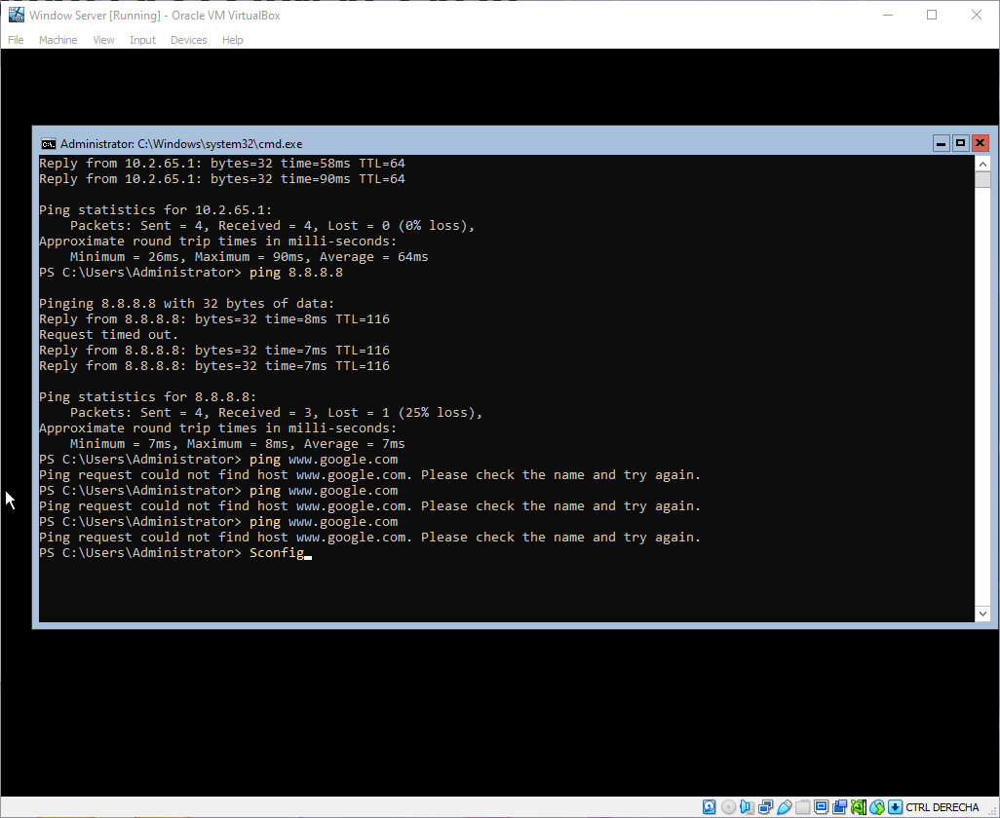 Window Server [Running] - Oracle VM VirtualBox
File Machine View Input Devices Help
Administrator: C:\Windows\system32\cmd.exe
Reply from 10.2.65.1: bytes=32 time=58ms TTL=64
Reply from 10.2.65.1: bytes=32 time=90ms TTL=64
Ping statistics for 10.2.65.1:
Packets: Sent = 4, Received = 4, Lost = 0 (0% loss),
Approximate round trip times in milli-seconds:
Minimum = 26ms, Maximum = 90ms, Average = 64ms
PS C:\Users\Administrator> ping 8.8.8.8
Pinging 8.8.8.8 with 32 bytes of data:
Reply from 8.8.8.8: bytes=32 time=8ms TTL=116
Request timed out.
Reply from 8.8.8.8: bytes=32 time=7ms TTL=116
Reply from 8.8.8.8: bytes=32 time=7ms TTL=116
Ping statistics for 8.8.8.8:
Packets: Sent = 4, Received = 3, Lost = 1 (25% loss),
Approximate round trip times in milli-seconds:
Minimum = 7ms, Maximum = 8ms, Average = 7ms
PS C:\Users\Administrator> ping www.google.com
Ping request could not find host www.google.com. Please check the name and try again.
PS C:\Users\Administrator> ping www.google.com
Ping request could not find host www.google.com. Please check the name and try again.
PS C:\Users\Administrator> ping www.google.com
Ping request could not find host www.google.com. Please check the name and try again.
PS C:\Users\Administrator> Sconfig
CTRL DERECHA